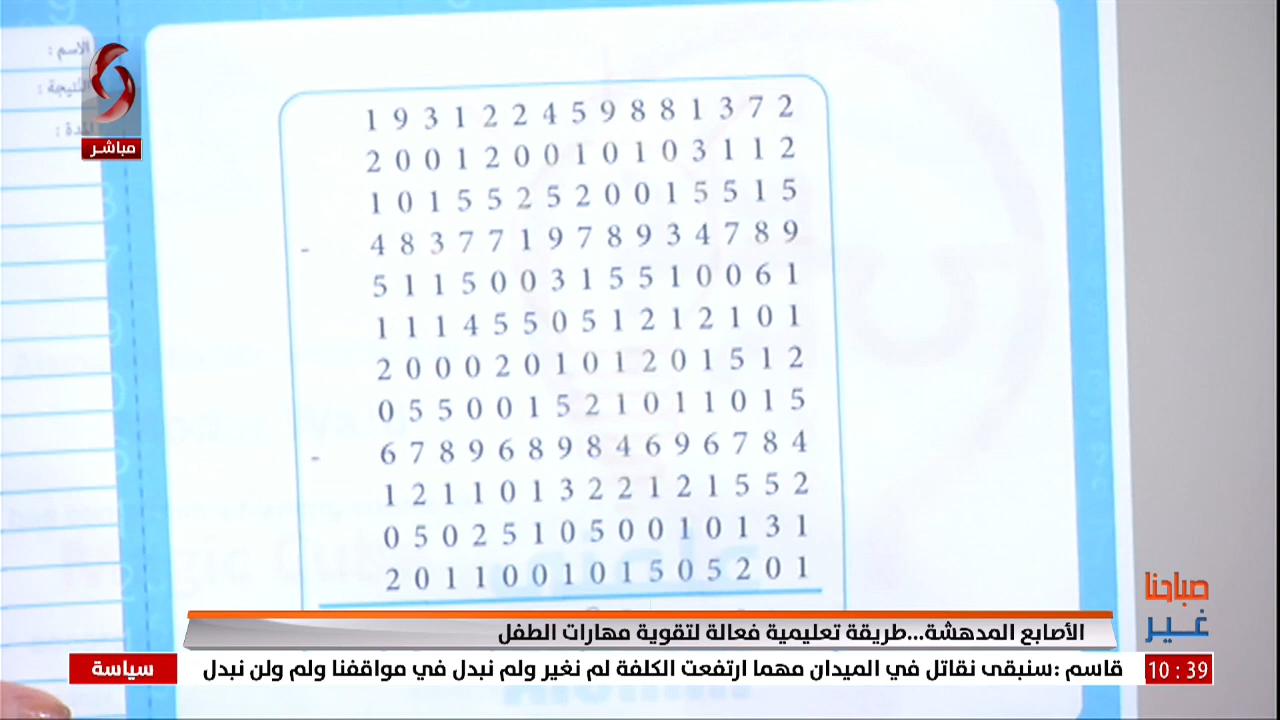 الاسم :
النتيجة :
المدة :
مباشر
1 9 3 1 2 2 4 5 9 8 8 1 3 7 2
2 0 0 1 2 0 0 1 0 1 0 3 1 1 2
1 0 1 5 5 2 5 2 0 0 1 5 5 1 5
- 4 8 3 7 7 1 9 7 8 9 3 4 7 8 9
5 1 1 5 0 0 3 1 5 5 1 0 0 6 1
1 1 1 4 5 5 0 5 1 2 1 2 1 0 1
2 0 0 0 2 0 1 0 1 2 0 1 5 1 2
0 5 5 0 0 1 5 2 1 0 1 1 0 1 5
- 6 7 8 9 6 8 9 8 4 6 9 6 7 8 4
1 2 1 1 0 1 3 2 2 1 2 1 5 5 2
0 5 0 2 5 1 0 5 0 0 1 0 1 3 1
2 0 1 1 0 0 1 0 1 5 0 5 2 0 1
صباحنا
غير
الأصابع المدهشة...طريقة تعليمية فعالة لتقوية مهارات الطفل
سياسة
قاسم :سنبقى نقاتل في الميدان مهما ارتفعت الكلفة لم نغير ولم نبدل في مواقفنا ولم ولن نبدل
10 : 39